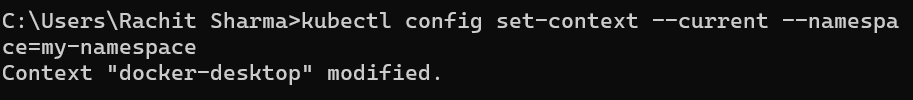 C:\Users\Rachit Sharma>kubectl config set-context --current --namespa
ce=my-namespace
Context "docker-desktop" modified.